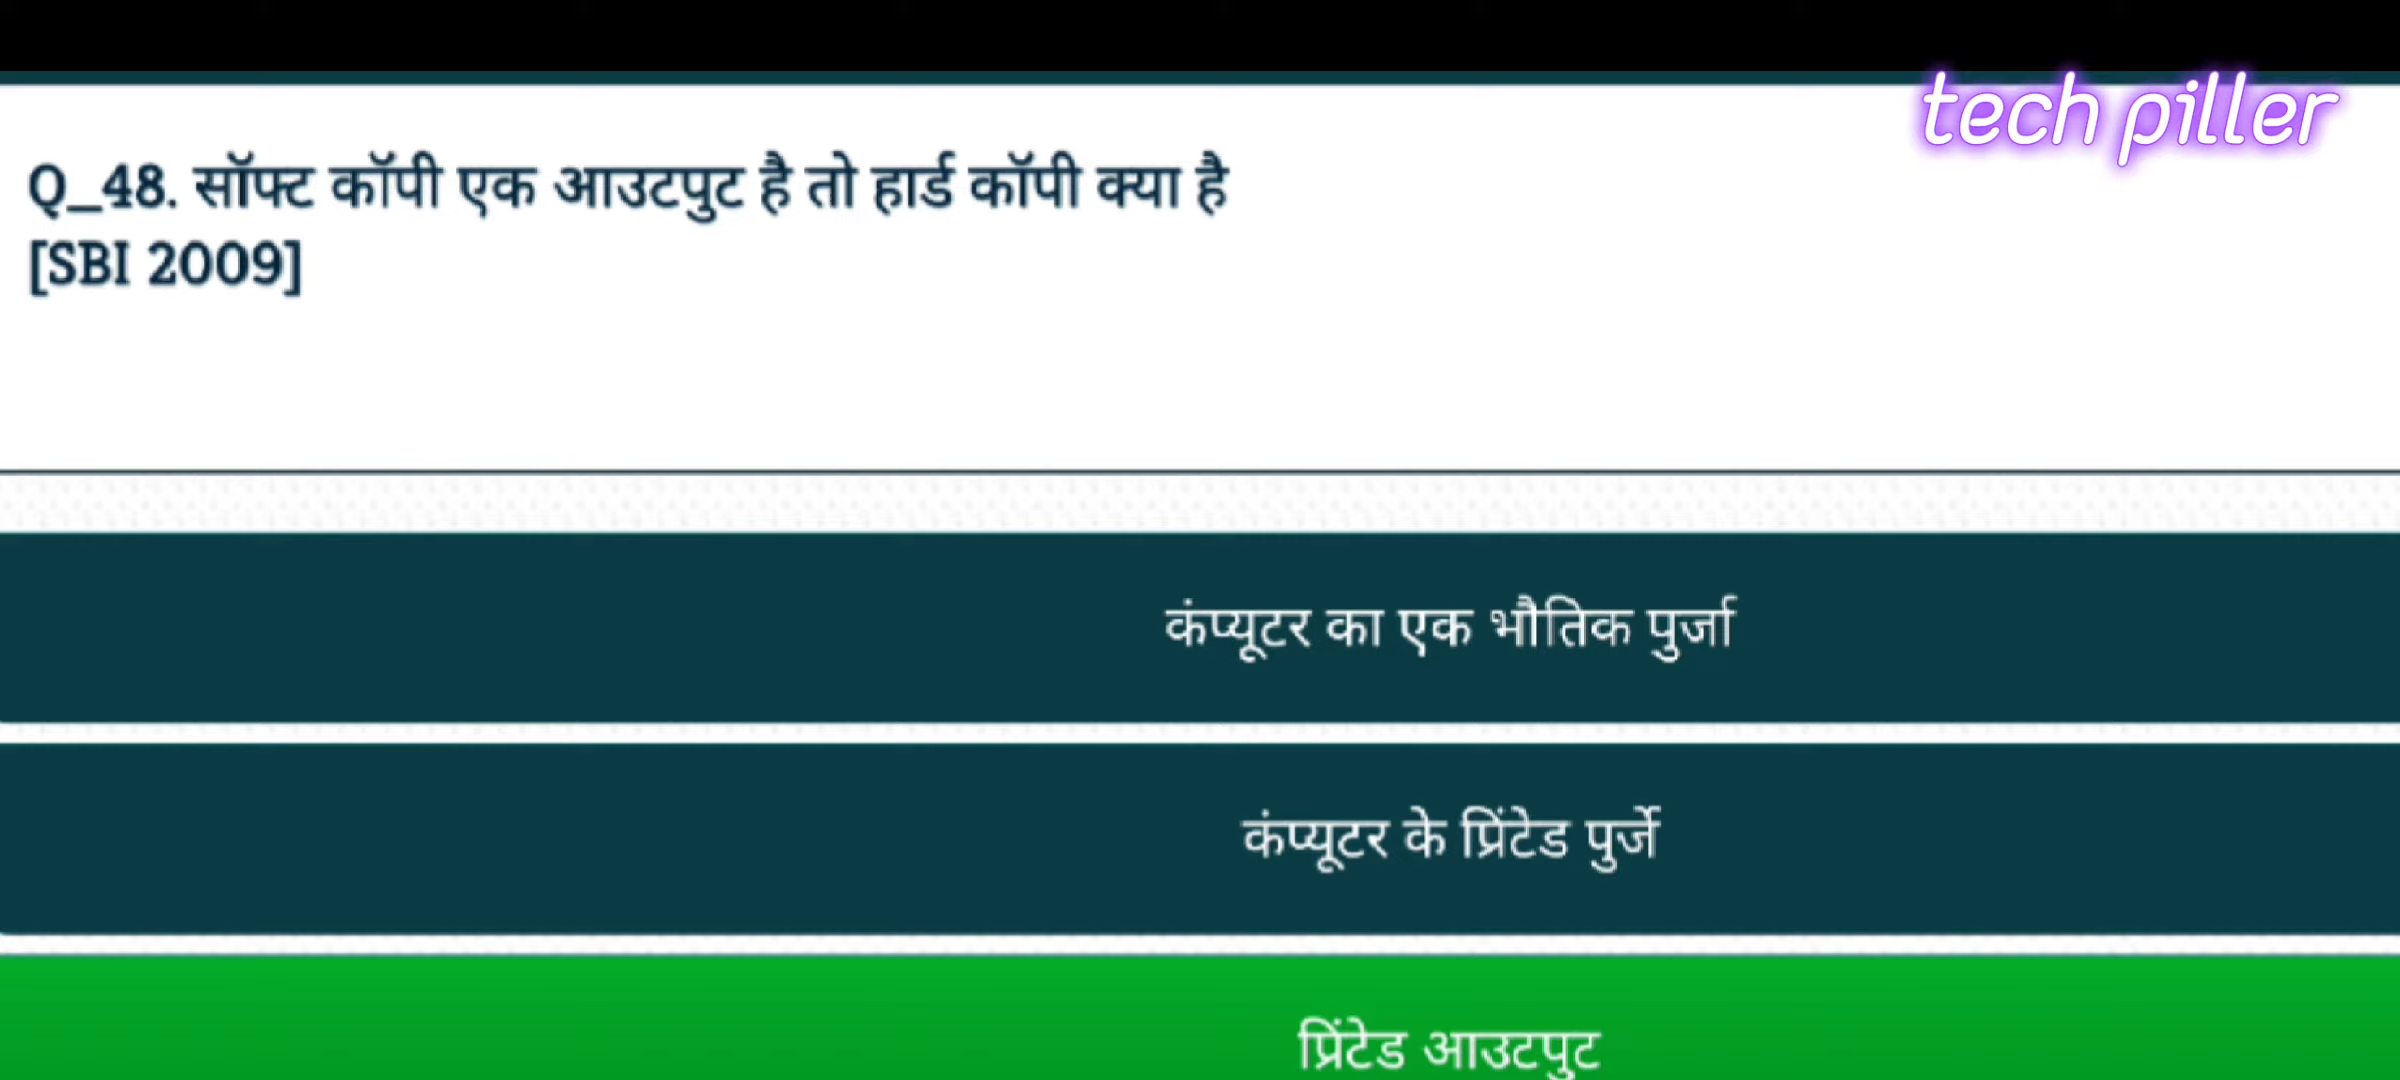 tech piller
Q_48. सॉफ्ट कॉपी एक आउटपुट है तो हार्ड कॉपी क्या है
[SBI 2009]
कंप्यूटर का एक भौतिक पुर्जा
कंप्यूटर के प्रिंटेड पुर्जे
प्रिंटेड आउटपुट